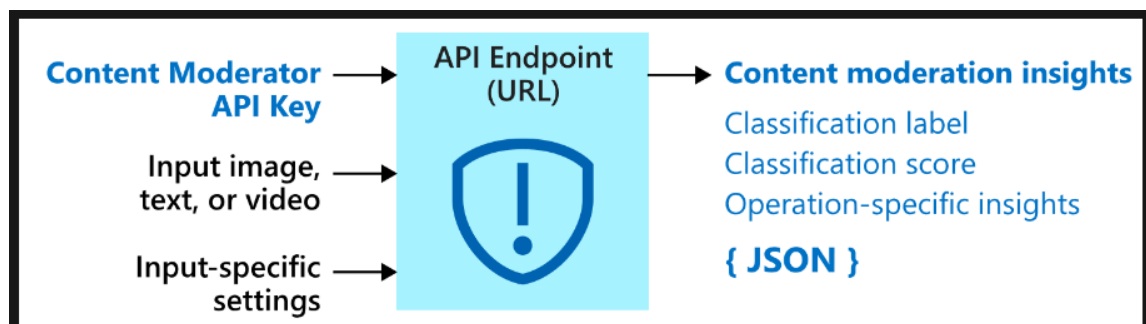 Content Moderator
API Key
Input image,
text, or video
Input-specific
settings
API Endpoint
(URL)
Content moderation insights
Classification label
Classification score
Operation-specific insights
{ JSON }